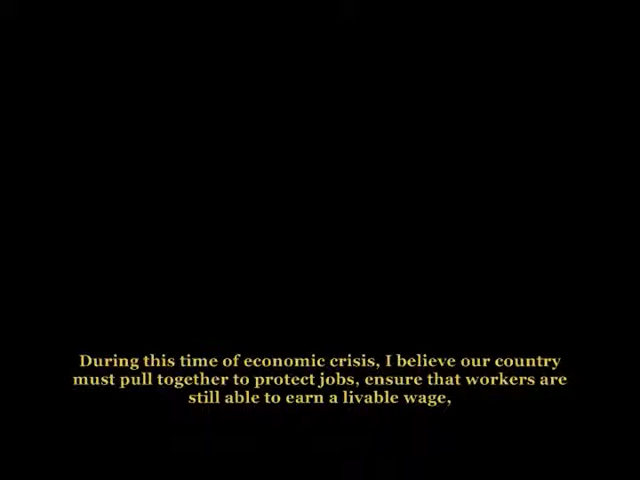 During this time of economic crisis, I believe our country
must pull together to protect jobs, ensure that workers are
still able to earn a livable wage,